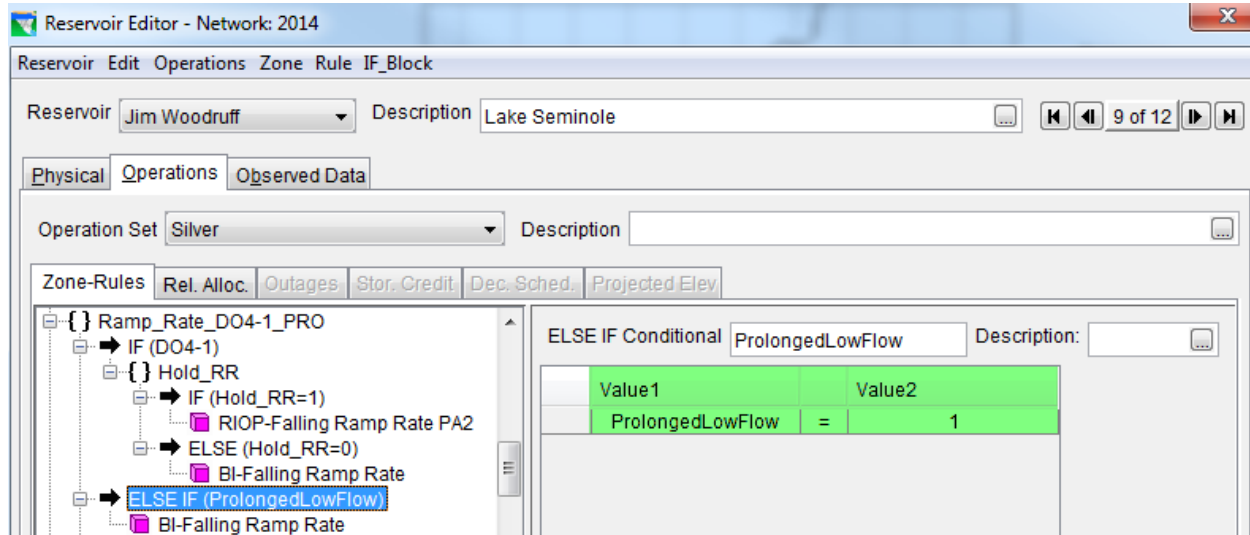 Reservoir Editor - Network: 2014
Reservoir Edit Operations Zone Rule IF_Block
Reservoir Jim Woodruff Description Lake Seminole ... 9 of 12
Physical Operations Observed Data
Operation Set Silver Description ...
Zone-Rules Rel. Alloc. Outages Stor. Credit Dec. Sched. Projected Elev
{ } Ramp_Rate_DO4-1_PRO
IF (DO4-1)
{ } Hold_RR
IF (Hold_RR=1)
RIOP-Falling Ramp Rate PA2
ELSE (Hold_RR=0)
BI-Falling Ramp Rate
ELSE IF (ProlongedLowFlow)
BI-Falling Ramp Rate
ELSE IF Conditional ProlongedLowFlow Description: ...
Value1 Value2
ProlongedLowFlow = 1